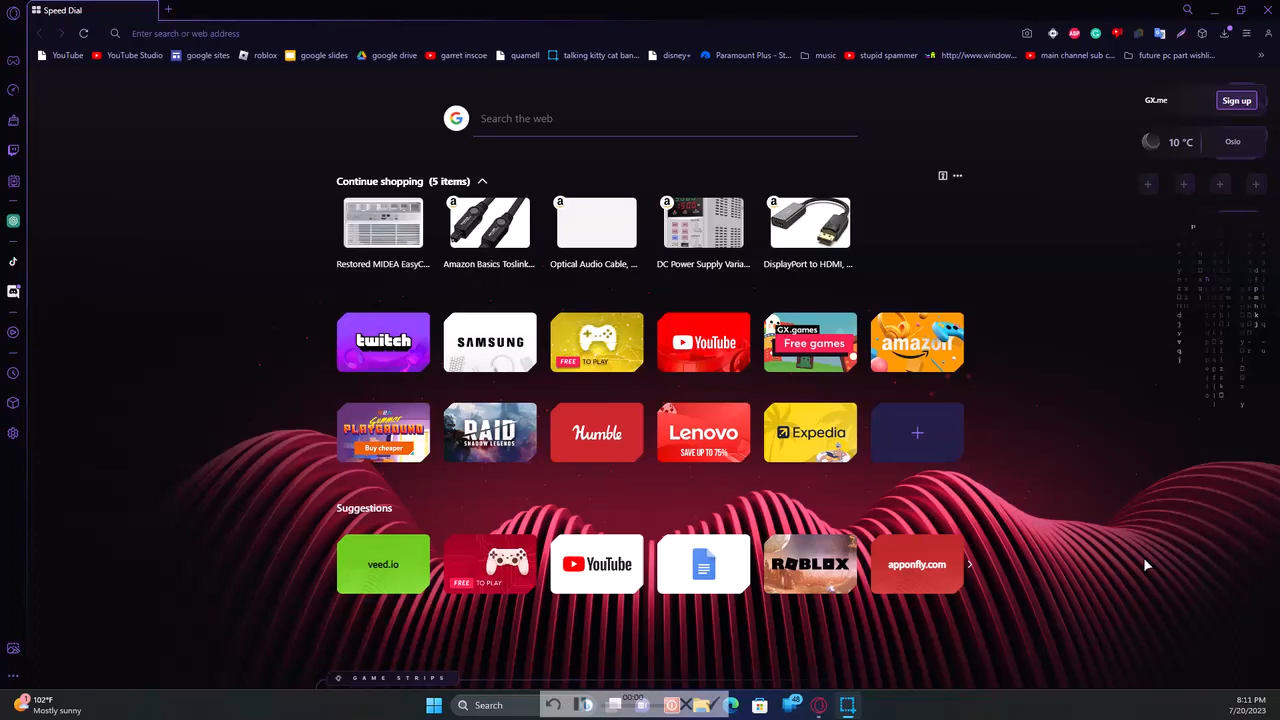 Speed Dial
Enter search or web address
YouTube
YouTube Studio
google sites
roblox
google slides
google drive
garret inscoe
quamell
talking kitty cat ban...
disney+
Paramount Plus - St...
music
stupid spammer
http://www.window...
main channel sub c...
future pc part wishli...
GX.me
Sign up
Search the web
10 °C
Oslo
Continue shopping (5 items)
Restored MIDEA EasyC...
Amazon Basics Toslink...
Optical Audio Cable, ...
DC Power Supply Varia...
DisplayPort to HDMI, ...
twitch
SAMSUNG
FREE TO PLAY
YouTube
GX.games
Free games
amazon
Summer
PLAYGROUND
Buy cheaper
RAID
SHADOW LEGENDS
Humble
Lenovo
SAVE UP TO 75%
Expedia
Suggestions
veed.io
FREE TO PLAY
YouTube
ROBLOX
apponfly.com
GAME STRIPS
102°F
Mostly sunny
Search
00:00
8:11 PM
7/20/2023